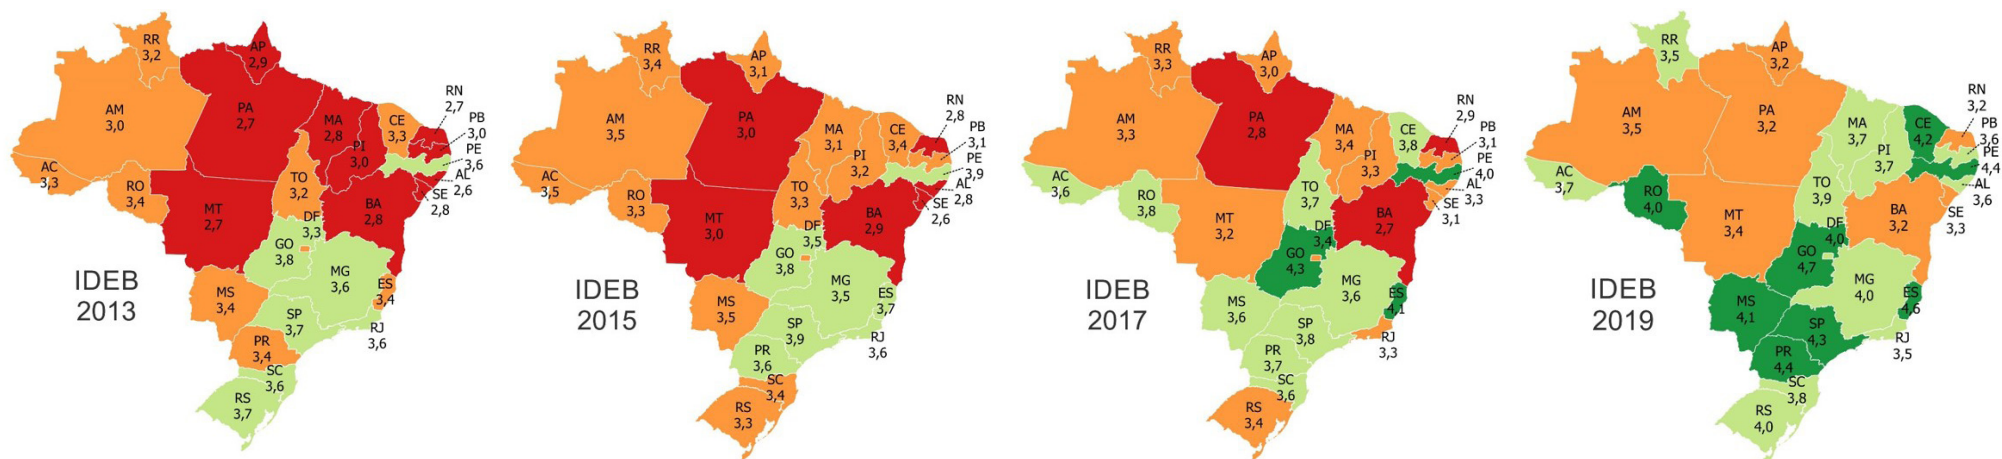 RR
3,2
AP
2,9
AM
3,0
PA
2,7
MA
2,8
CE
3,3
RN
2,7
PB
3,0
PE
3,6
PI
3,0
AL
2,6
SE
2,8
AC
3,3
RO
3,4
TO
3,2
BA
2,8
MT
2,7
DF
3,3
GO
3,8
MG
3,6
ES
3,4
MS
3,4
SP
3,7
RJ
3,6
PR
3,4
SC
3,6
RS
3,7
IDEB
2013
RR
3,4
AP
3,1
AM
3,5
PA
3,0
MA
3,1
CE
3,4
RN
2,8
PB
3,1
PE
3,9
PI
3,2
AL
2,8
SE
2,6
AC
3,5
RO
3,3
TO
3,3
BA
2,9
MT
3,0
DF
3,5
GO
3,8
MG
3,5
ES
3,7
MS
3,5
SP
3,9
RJ
3,6
PR
3,6
SC
3,4
RS
3,3
IDEB
2015
RR
3,3
AP
3,0
AM
3,3
PA
2,8
MA
3,4
CE
3,8
RN
2,9
PB
3,1
PE
4,0
PI
3,3
AL
3,3
SE
3,1
AC
3,6
RO
3,8
TO
3,7
BA
2,7
MT
3,2
DF
3,4
GO
4,3
MG
3,6
ES
4,1
MS
3,6
SP
3,8
RJ
3,3
PR
3,7
SC
3,6
RS
3,4
IDEB
2017
RR
3,5
AP
3,2
AM
3,5
PA
3,2
MA
3,7
CE
4,2
RN
3,2
PB
3,6
PE
4,4
PI
3,7
AL
3,6
SE
3,3
AC
3,7
RO
4,0
TO
3,9
BA
3,2
MT
3,4
DF
4,0
GO
4,7
MG
4,0
ES
4,6
MS
4,1
SP
4,3
RJ
3,5
PR
4,4
SC
3,8
RS
4,0
IDEB
2019